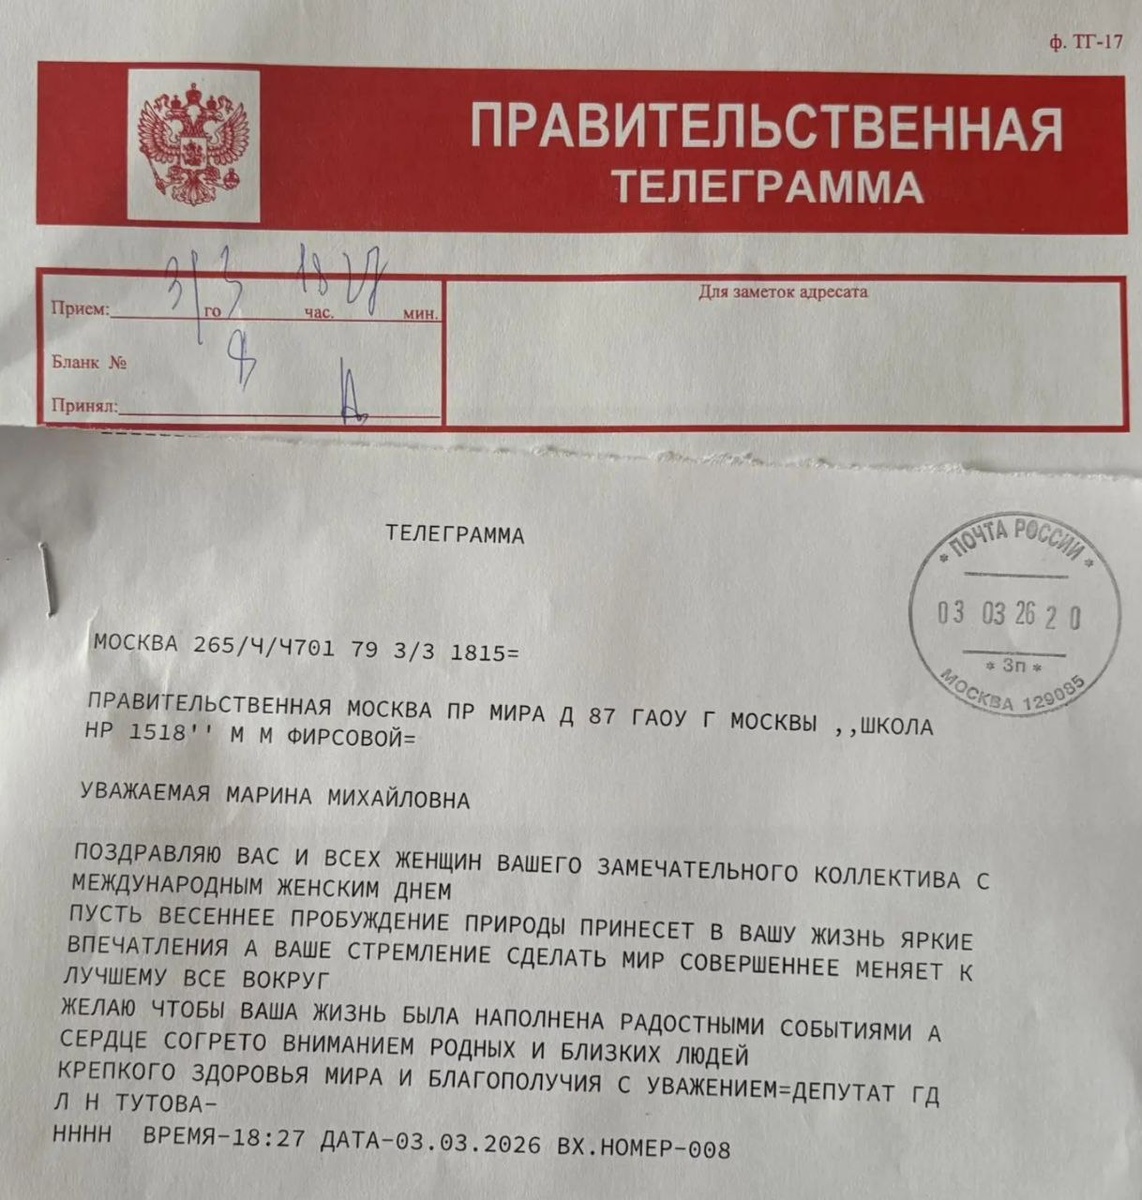 ф. ТГ-17
ПРАВИТЕЛЬСТВЕННАЯ
ТЕЛЕГРАММА
Прием: 3/3 го 18 час. 27 мин.
Для заметок адресата
Бланк № 8
Принял:
ТЕЛЕГРАММА
* ПОЧТА РОССИИ *
03 03 26 20
* 3п *
МОСКВА 129085
МОСКВА 265/Ч/Ч701 79 3/3 1815=
ПРАВИТЕЛЬСТВЕННАЯ МОСКВА ПР МИРА Д 87 ГАОУ Г МОСКВЫ ,,ШКОЛА
НР 1518'' М М ФИРСОВОЙ=
УВАЖАЕМАЯ МАРИНА МИХАЙЛОВНА
ПОЗДРАВЛЯЮ ВАС И ВСЕХ ЖЕНЩИН ВАШЕГО ЗАМЕЧАТЕЛЬНОГО КОЛЛЕКТИВА С
МЕЖДУНАРОДНЫМ ЖЕНСКИМ ДНЕМ
ПУСТЬ ВЕСЕННЕЕ ПРОБУЖДЕНИЕ ПРИРОДЫ ПРИНЕСЕТ В ВАШУ ЖИЗНЬ ЯРКИЕ
ВПЕЧАТЛЕНИЯ А ВАШЕ СТРЕМЛЕНИЕ СДЕЛАТЬ МИР СОВЕРШЕННЕЕ МЕНЯЕТ К
ЛУЧШЕМУ ВСЕ ВОКРУГ
ЖЕЛАЮ ЧТОБЫ ВАША ЖИЗНЬ БЫЛА НАПОЛНЕНА РАДОСТНЫМИ СОБЫТИЯМИ А
СЕРДЦЕ СОГРЕТО ВНИМАНИЕМ РОДНЫХ И БЛИЗКИХ ЛЮДЕЙ
КРЕПКОГО ЗДОРОВЬЯ МИРА И БЛАГОПОЛУЧИЯ С УВАЖЕНИЕМ=ДЕПУТАТ ГД
Л Н ТУТОВА-
НННН ВРЕМЯ-18:27 ДАТА-03.03.2026 ВХ.НОМЕР-008